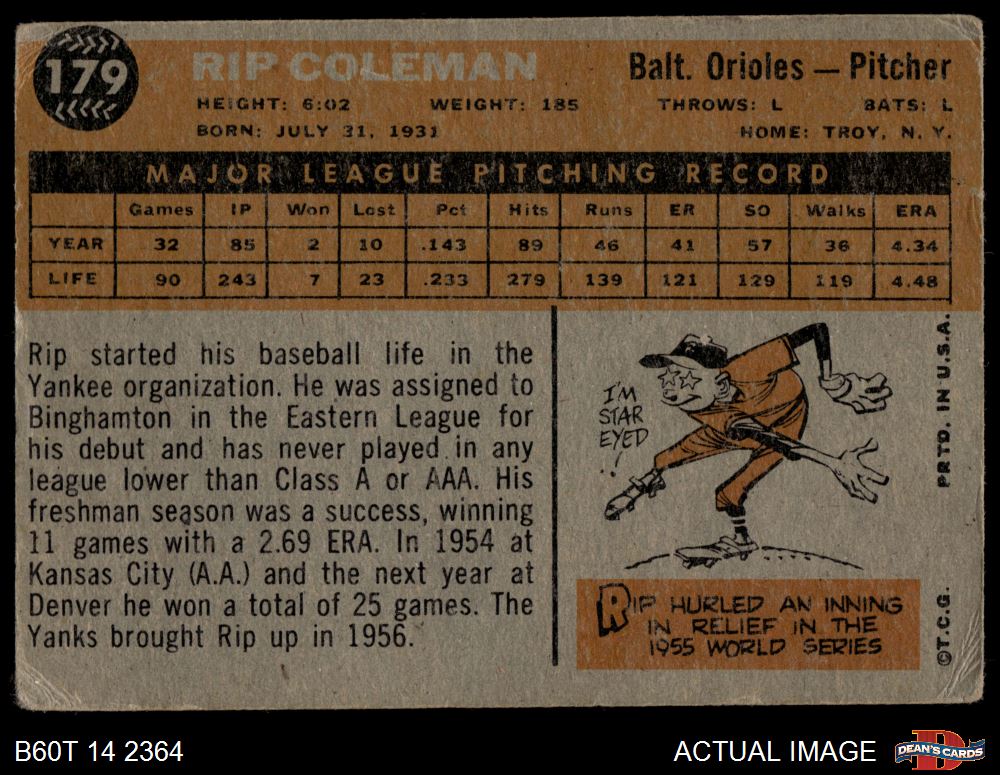 179
RIP COLEMAN
Balt. Orioles — Pitcher
HEIGHT: 6:02 WEIGHT: 185 THROWS: L BATS: L
BORN: JULY 31, 1931 HOME: TROY, N. Y.
MAJOR LEAGUE PITCHING RECORD
Games IP Won Lost Pct Hits Runs ER SO Walks ERA
YEAR 32 85 2 10 .143 89 46 41 57 36 4.34
LIFE 90 243 7 23 .233 279 139 121 129 119 4.48
Rip started his baseball life in the
Yankee organization. He was assigned to
Binghamton in the Eastern League for
his debut and has never played in any
league lower than Class A or AAA. His
freshman season was a success, winning
11 games with a 2.69 ERA. In 1954 at
Kansas City (A.A.) and the next year at
Denver he won a total of 25 games. The
Yanks brought Rip up in 1956.
I'M
STAR
EYED
..!
RIP HURLED AN INNING
IN RELIEF IN THE
1955 WORLD SERIES
©T.C.G. PRTD. IN U.S.A.
B60T 14 2364
ACTUAL IMAGE
DEAN'S CARDS